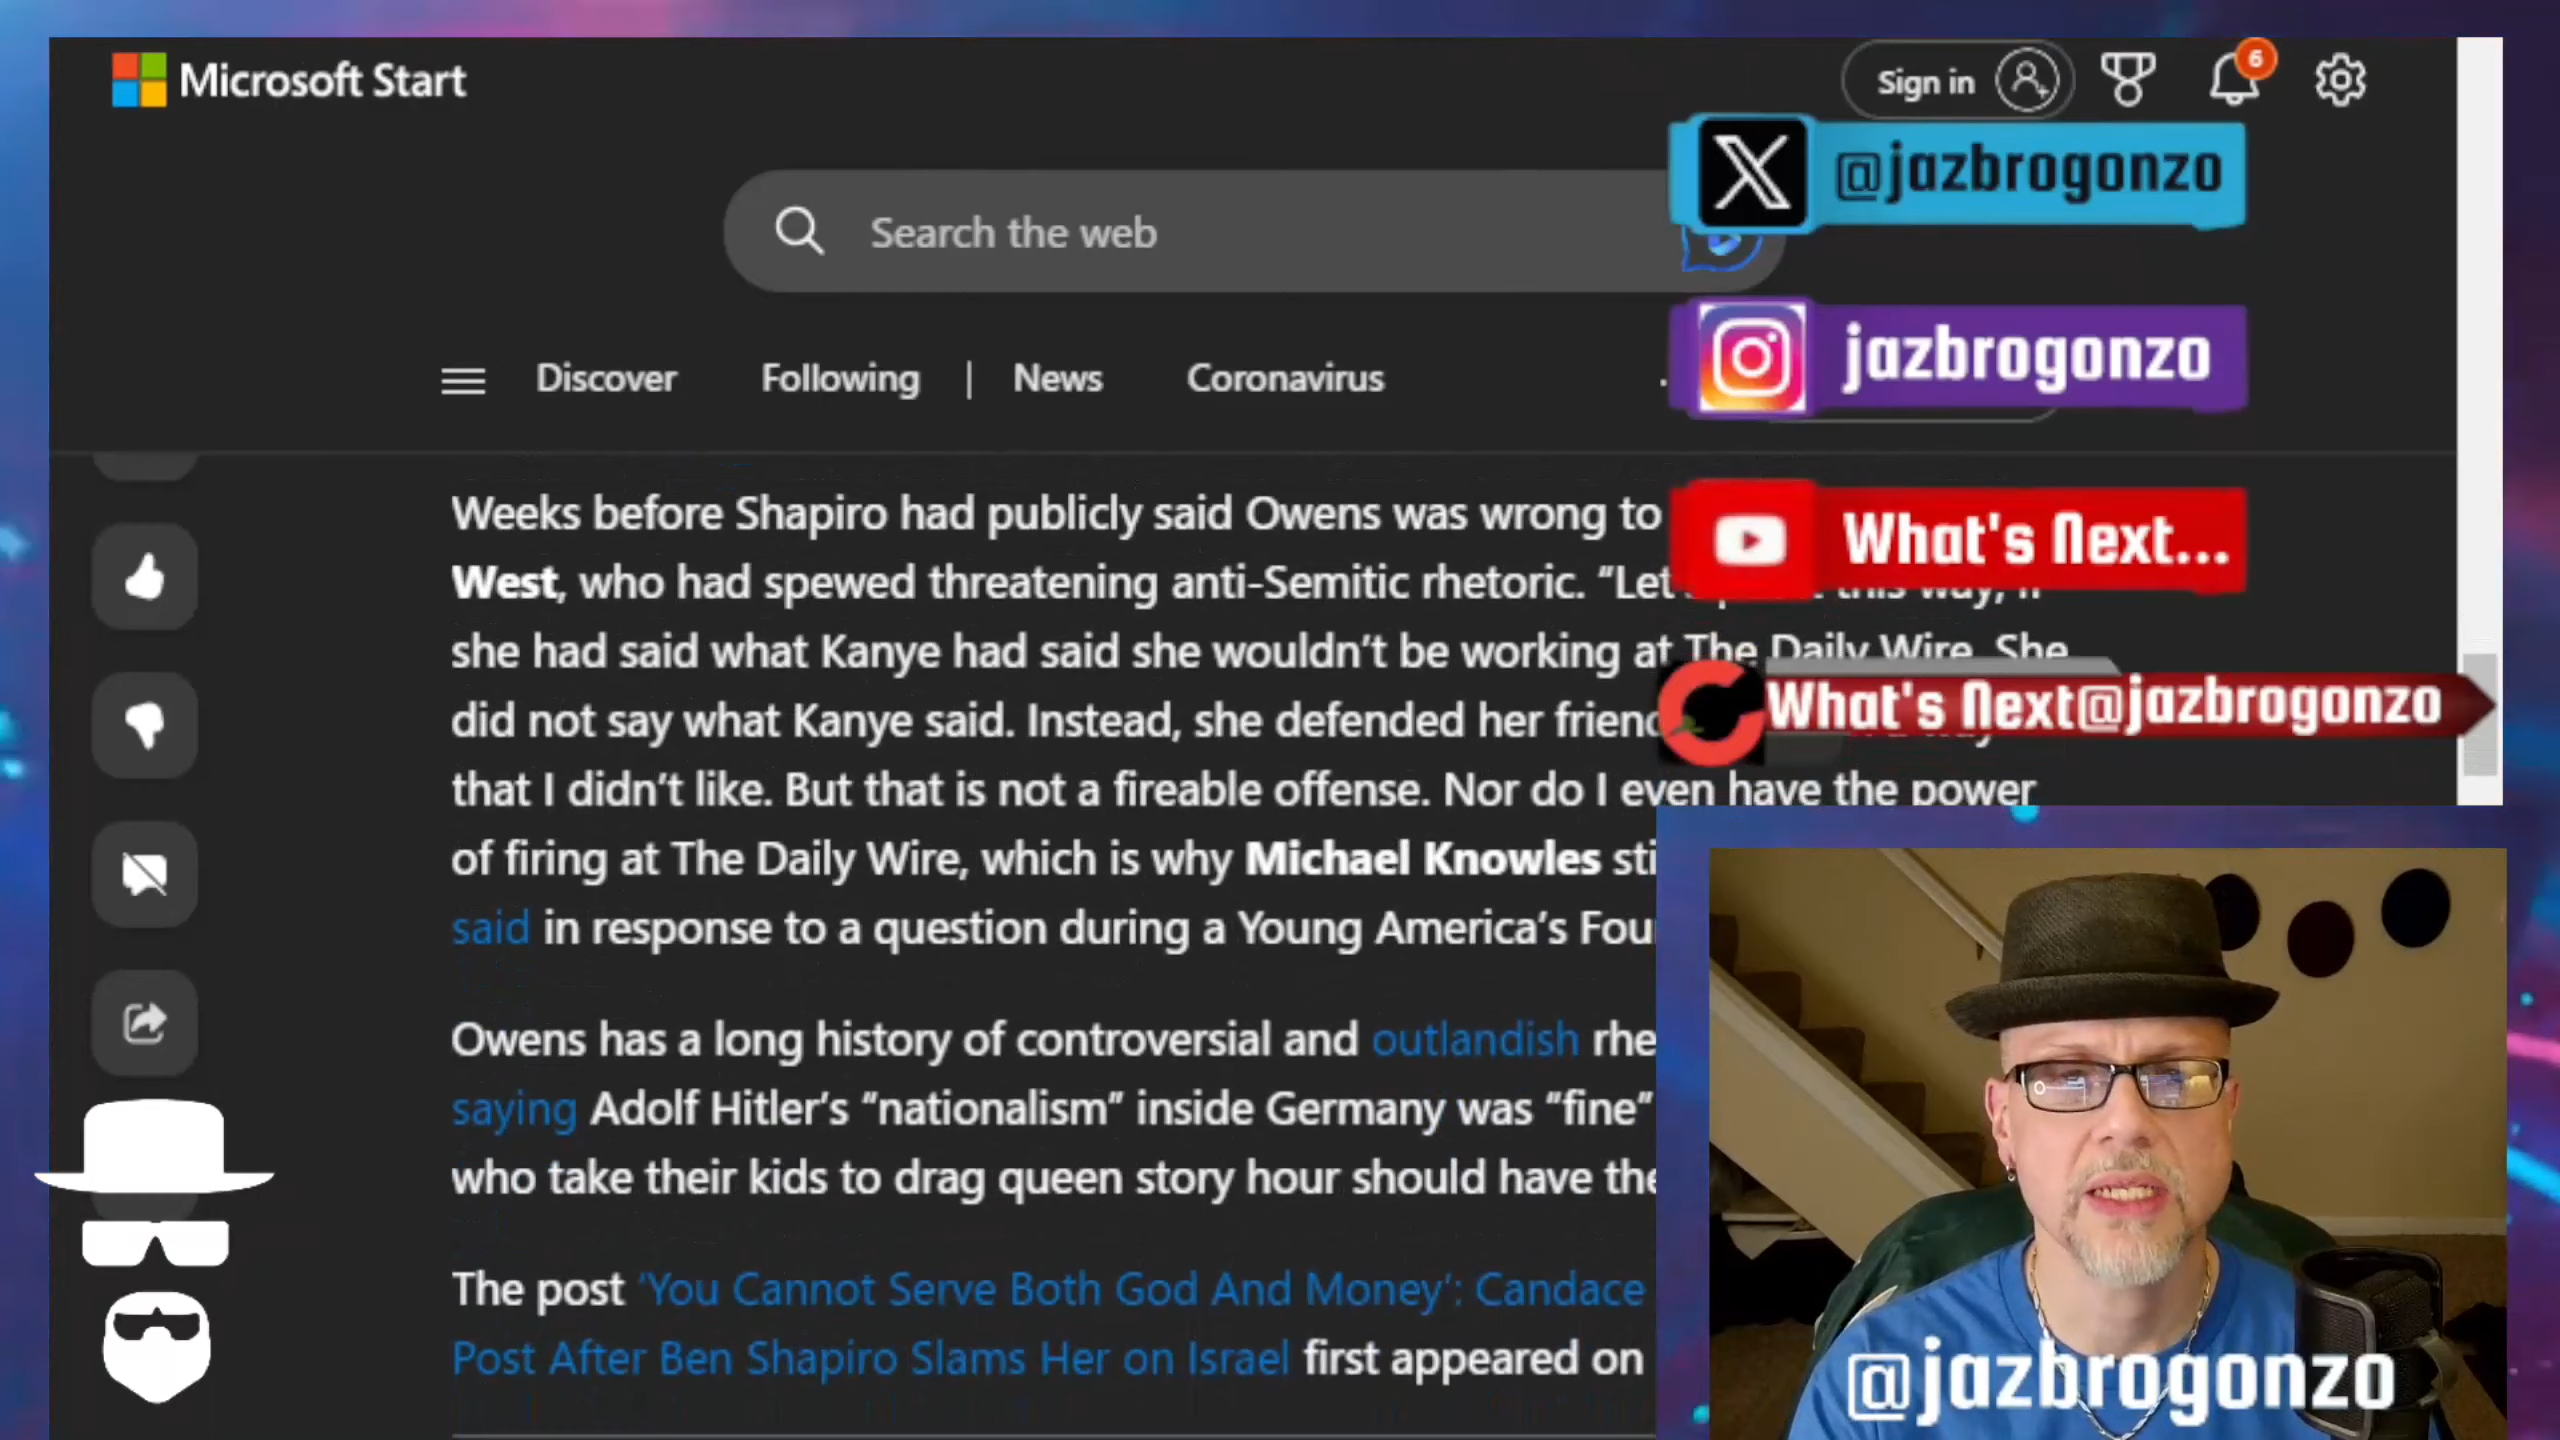 Microsoft Start
Sign in
6
@jazbrogonzo
Search the web
jazbrogonzo
Discover Following | News Coronavirus
Weeks before Shapiro had publicly said Owens was wrong to
What's Next...
West, who had spewed threatening anti-Semitic rhetoric. “Let this way, if
she had said what Kanye had said she wouldn’t be working at The Daily Wire. She
What's Next@jazbrogonzo
did not say what Kanye said. Instead, she defended her
that I didn’t like. But that is not a fireable offense. Nor do I even have the power
of firing at The Daily Wire, which is why Michael Knowles
said in response to a question during a Young America’s
Owens has a long history of controversial and outlandish
saying Adolf Hitler’s “nationalism” inside Germany was “fine”
who take their kids to drag queen story hour should have
The post ‘You Cannot Serve Both God And Money’: Candace
Post After Ben Shapiro Slams Her on Israel first appeared on
@jazbrogonzo